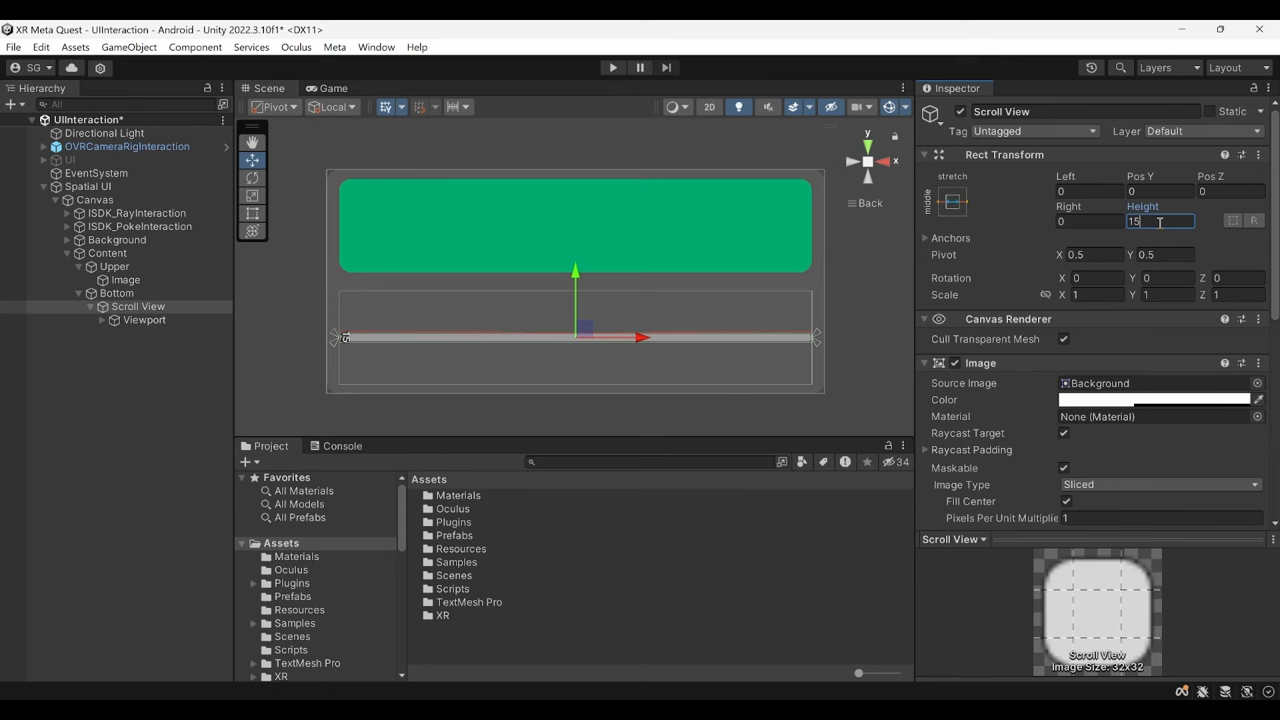 XR Meta Quest - UIInteraction - Android - Unity 2022.3.10f1* <DX11>
File Edit Assets GameObject Component Services Oculus Meta Window Help
SG Layers Layout
Hierarchy
All
UIInteraction*
Directional Light
OVRCameraRigInteraction
UI
EventSystem
Spatial UI
Canvas
ISDK_RayInteraction
ISDK_PokeInteraction
Background
Content
Upper
Image
Bottom
Scroll View
Viewport
Scene Game
Pivot Local 2D
y
x
Back
15
Project Console
34
Favorites
All Materials
All Models
All Prefabs
Assets
Materials
Oculus
Plugins
Prefabs
Resources
Samples
Scenes
Scripts
TextMesh Pro
XR
Assets
Materials
Oculus
Plugins
Prefabs
Resources
Samples
Scenes
Scripts
TextMesh Pro
XR
Inspector
Scroll View Static
Tag Untagged Layer Default
Rect Transform
stretch
middle
Left Pos Y Pos Z
0 0 0
Right Height
0 15 R
Anchors
Pivot X 0.5 Y 0.5
Rotation X 0 Y 0 Z 0
Scale X 1 Y 1 Z 1
Canvas Renderer
Cull Transparent Mesh
Image
Source Image Background
Color
Material None (Material)
Raycast Target
Raycast Padding
Maskable
Image Type Sliced
Fill Center
Pixels Per Unit Multiplie 1
Scroll View
Scroll View
Image Size: 32x32